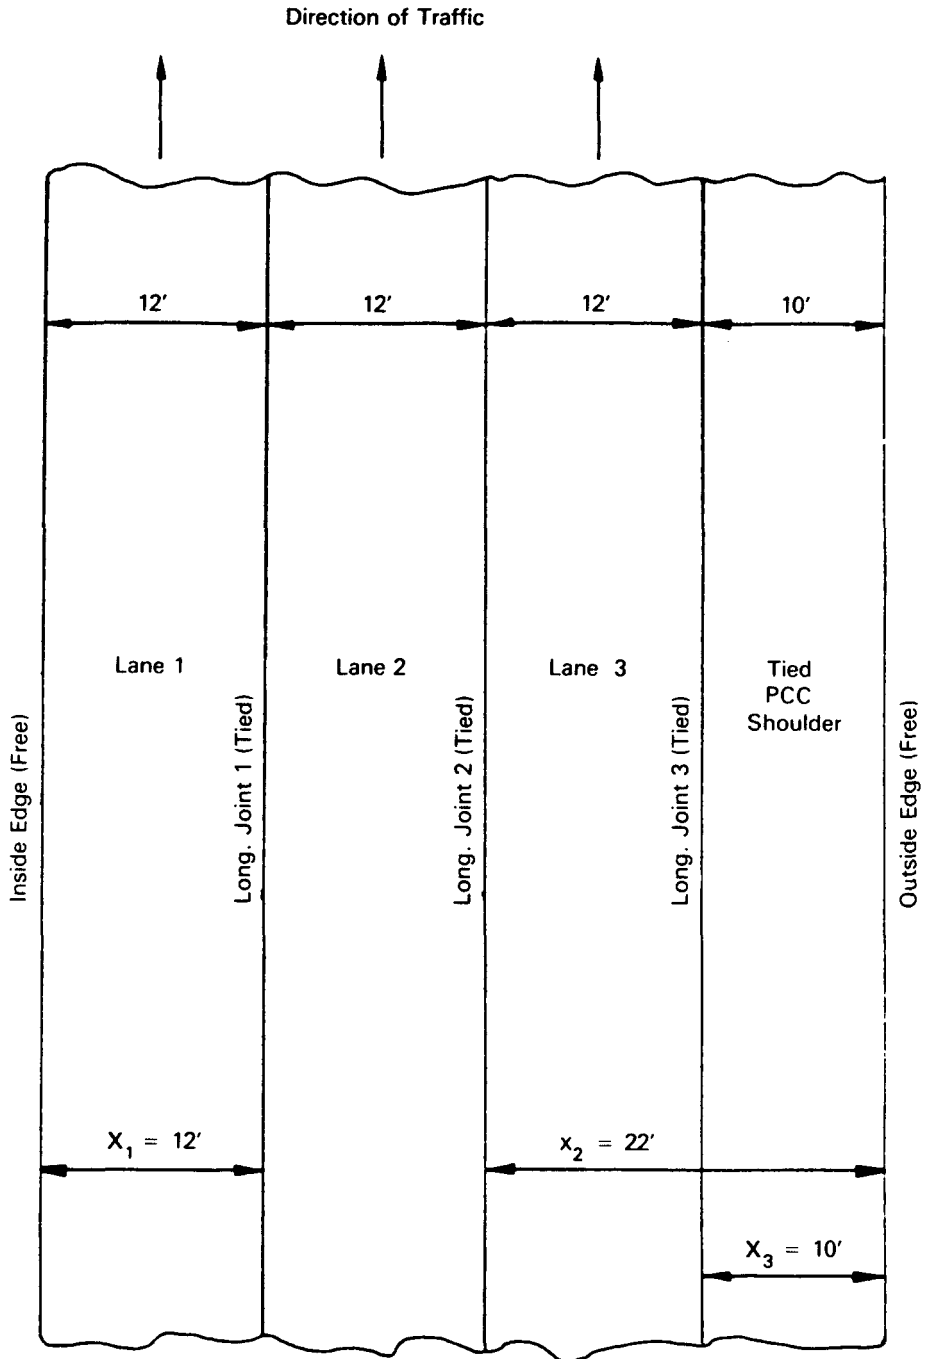 Direction of Traffic
12'
12'
12'
10'
Lane 1
Lane 2
Lane 3
Tied
PCC
Shoulder
Inside Edge (Free)
Long. Joint 1 (Tied)
Long. Joint 2 (Tied)
Long. Joint 3 (Tied)
Outside Edge (Free)
X₁ = 12'
x₂ = 22'
X₃ = 10'